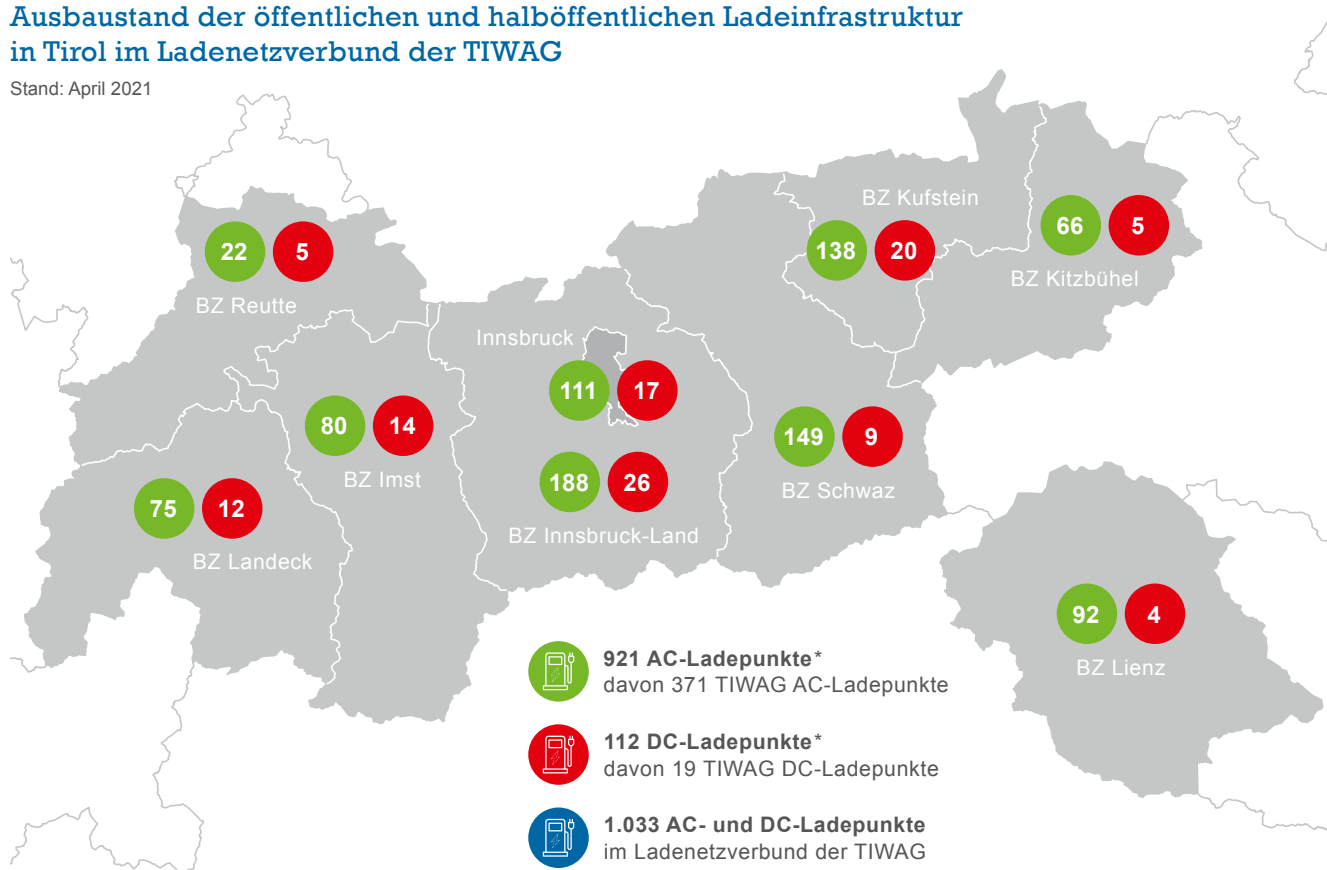 Ausbaustand der öffentlichen und halböffentlichen Ladeinfrastruktur
in Tirol im Ladenetzverbund der TIWAG
Stand: April 2021
BZ Kufstein
138 20
66 5
BZ Kitzbühel
22 5
BZ Reutte
Innsbruck
111 17
80 14
BZ Imst
149 9
BZ Schwaz
188 26
BZ Innsbruck-Land
75 12
BZ Landeck
92 4
BZ Lienz
921 AC-Ladepunkte*
davon 371 TIWAG AC-Ladepunkte
112 DC-Ladepunkte*
davon 19 TIWAG DC-Ladepunkte
1.033 AC- und DC-Ladepunkte
im Ladenetzverbund der TIWAG